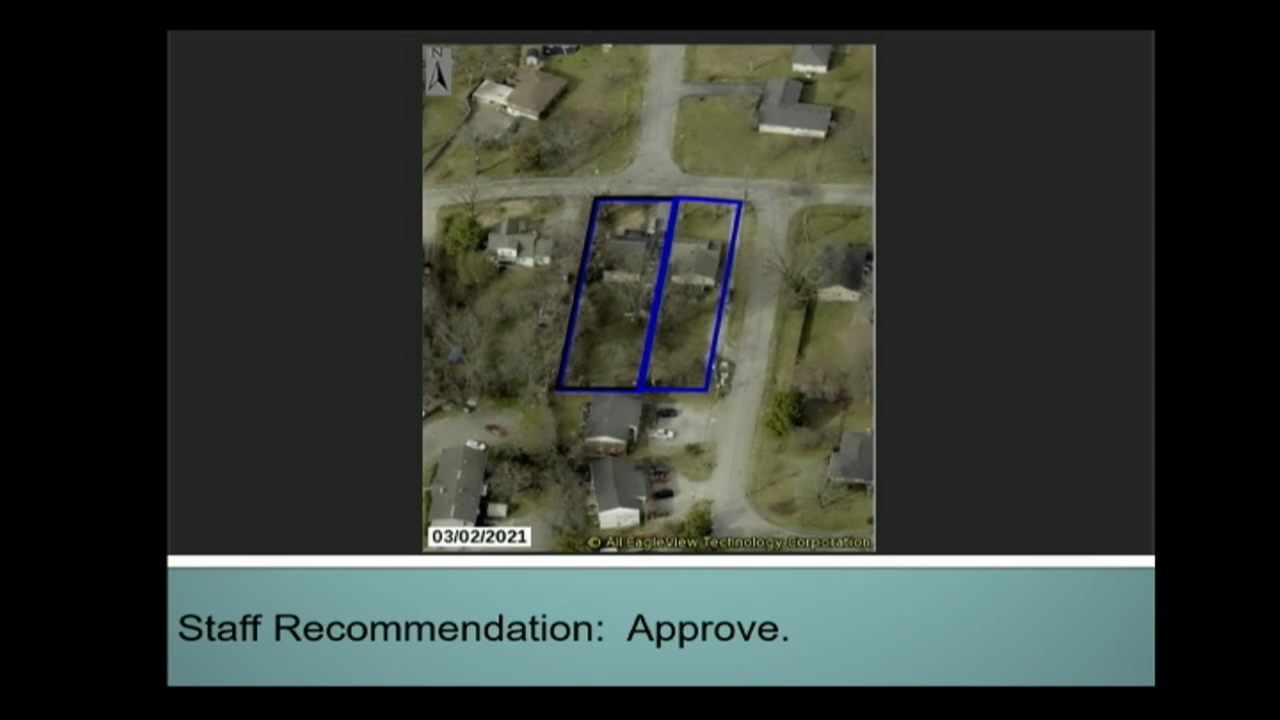 N
03/02/2021
© All EagleView Technology Corporation
Staff Recommendation:  Approve.